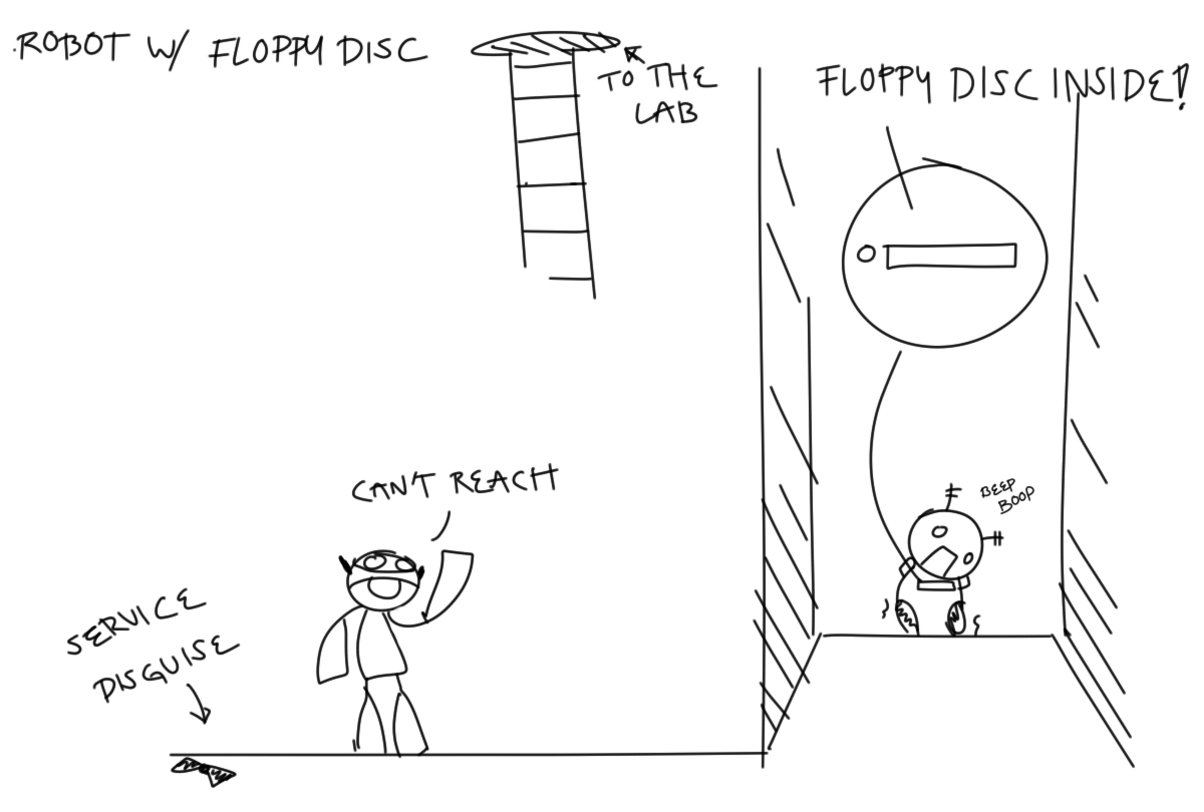 ROBOT W/ FLOPPY DISC
TO THE
LAB
FLOPPY DISC INSIDE!
CAN'T REACH
BEEP
BOOP
SERVICE
DISGUISE